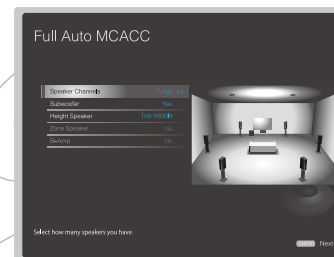 Full Auto MCACC
Speaker Channels
Subwoofer Yes
Height Speaker Top Middle
Zone Speaker No
Bi-Amp No
Select how many speakers you have.
Next